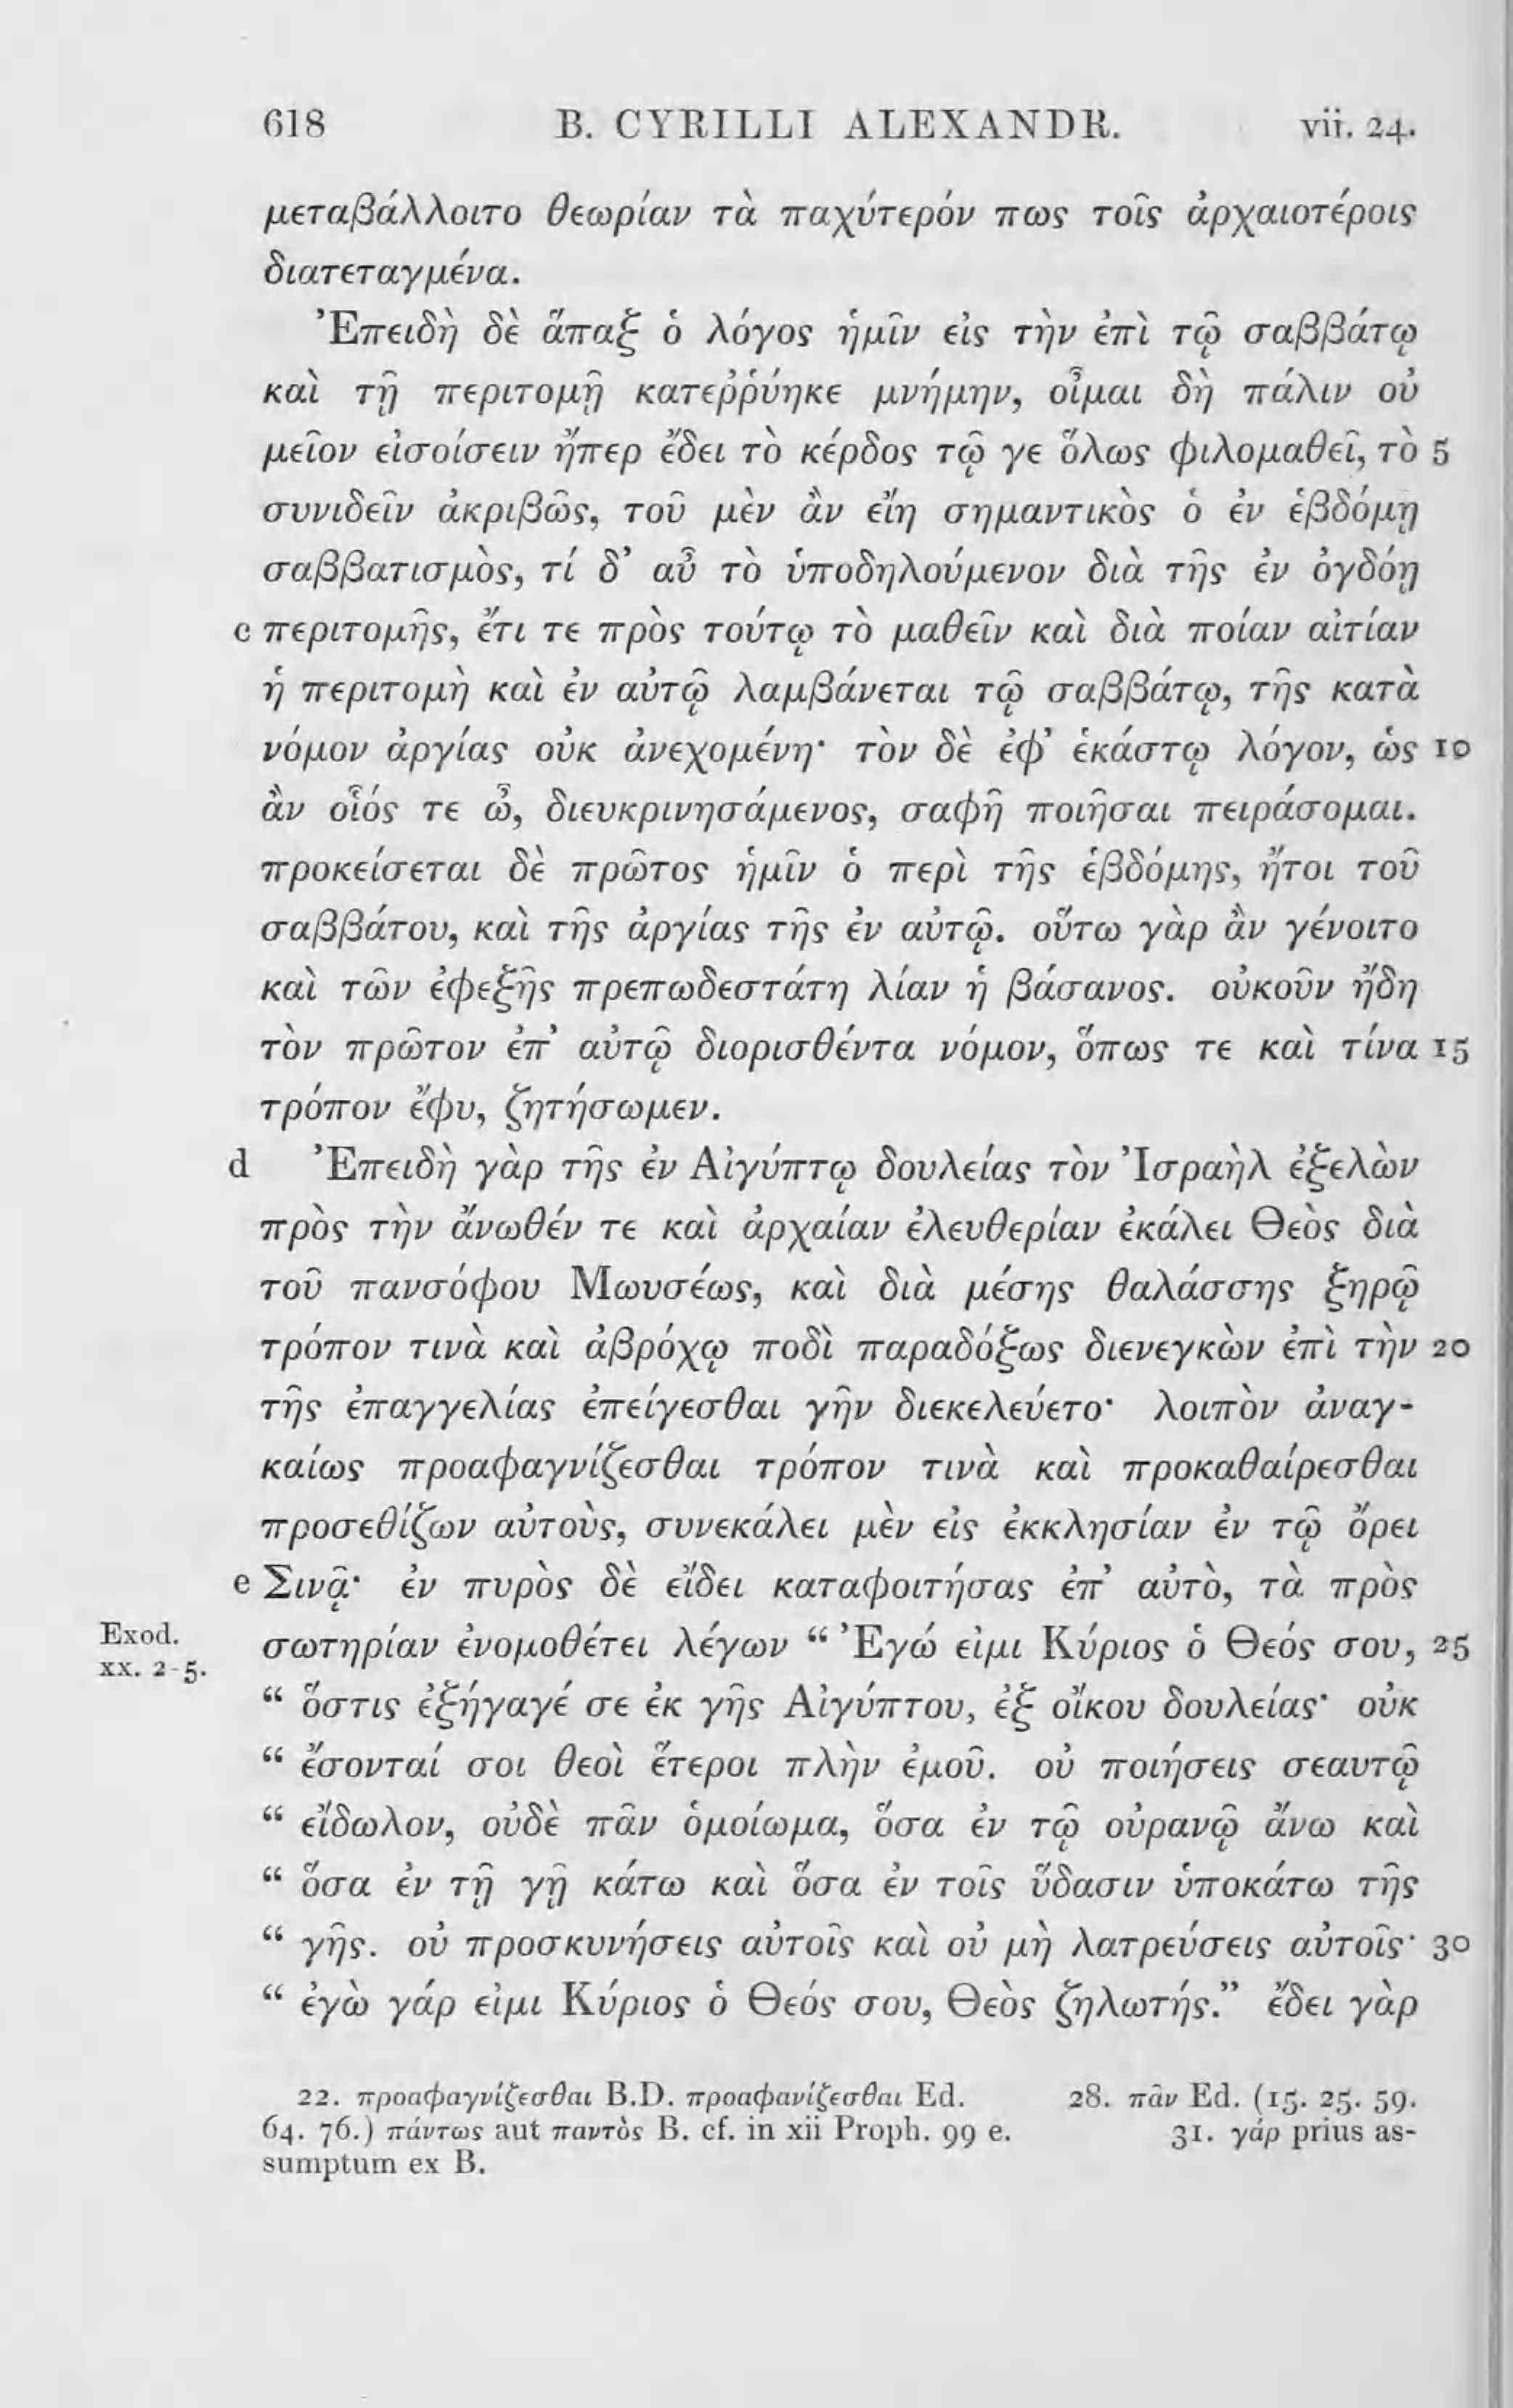 618 B. CYRILLI ALEXANDR. vii. 24.
μεταβάλλοιτο θεωρίαν τὰ παχύτερόν πως τοῖς ἀρχαιοτέροις
διατεταγμένα.
Ἐπειδὴ δὲ ἅπαξ ὁ λόγος ἡμῖν εἰς τὴν ἐπὶ τῷ σαββάτῳ
καὶ τῇ περιτομῇ κατεῤῥύηκε μνήμην, οἶμαι δὴ πάλιν οὐ
μεῖον εἰσοίσειν ἤπερ ἔδει τὸ κέρδος τῷ γε ὅλως φιλομαθεῖ, τὸ 5
συνιδεῖν ἀκριβῶς, τοῦ μὲν ἂν εἴη σημαντικὸς ὁ ἐν ἑβδόμῃ
σαββατισμὸς, τί δ’ αὖ τὸ ὑποδηλούμενον διὰ τῆς ἐν ὀγδόῃ
c περιτομῆς, ἔτι τε πρὸς τούτῳ τὸ μαθεῖν καὶ διὰ ποίαν αἰτίαν
ἡ περιτομὴ καὶ ἐν αὐτῷ λαμβάνεται τῷ σαββάτῳ, τῆς κατὰ
νόμον ἀργίας οὐκ ἀνεχομένη· τὸν δὲ ἐφ’ ἑκάστῳ λόγον, ὡς 10
ἂν οἷός τε ὦ, διευκρινησάμενος, σαφῆ ποιῆσαι πειράσομαι.
προκείσεται δὲ πρῶτος ἡμῖν ὁ περὶ τῆς ἑβδόμης, ἤτοι τοῦ
σαββάτου, καὶ τῆς ἀργίας τῆς ἐν αὐτῷ. οὕτω γὰρ ἂν γένοιτο
καὶ τῶν ἐφεξῆς πρεπωδεστάτη λίαν ἡ βάσανος. οὐκοῦν ἤδη
τὸν πρῶτον ἐπ’ αὐτῷ διορισθέντα νόμον, ὅπως τε καὶ τίνα 15
τρόπον ἔφυ, ζητήσωμεν.
d Ἐπειδὴ γὰρ τῆς ἐν Αἰγύπτῳ δουλείας τὸν Ἰσραὴλ ἐξελὼν
πρὸς τὴν ἄνωθέν τε καὶ ἀρχαίαν ἐλευθερίαν ἐκάλει Θεὸς διὰ
τοῦ πανσόφου Μωυσέως, καὶ διὰ μέσης θαλάσσης ξηρῷ
τρόπον τινὰ καὶ ἀβρόχῳ ποδὶ παραδόξως διενεγκὼν ἐπὶ τὴν 20
τῆς ἐπαγγελίας ἐπείγεσθαι γῆν διεκελεύετο· λοιπὸν ἀναγ-
καίως προαφαγνίζεσθαι τρόπον τινὰ καὶ προκαθαίρεσθαι
προσεθίζων αὐτοὺς, συνεκάλει μὲν εἰς ἐκκλησίαν ἐν τῷ ὄρει
e Σινᾷ· ἐν πυρὸς δὲ εἴδει καταφοιτήσας ἐπ’ αὐτὸ, τὰ πρὸς
Exod. xx. 2-5. σωτηρίαν ἐνομοθέτει λέγων “ Ἐγώ εἰμι Κύριος ὁ Θεός σου, 25
“ ὅστις ἐξήγαγέ σε ἐκ γῆς Αἰγύπτου, ἐξ οἴκου δουλείας· οὐκ
“ ἔσονταί σοι θεοὶ ἕτεροι πλὴν ἐμοῦ. οὐ ποιήσεις σεαυτῷ
“ εἴδωλον, οὐδὲ πᾶν ὁμοίωμα, ὅσα ἐν τῷ οὐρανῷ ἄνω καὶ
“ ὅσα ἐν τῇ γῇ κάτω καὶ ὅσα ἐν τοῖς ὕδασιν ὑποκάτω τῆς
“ γῆς. οὐ προσκυνήσεις αὐτοῖς καὶ οὐ μὴ λατρεύσεις αὐτοῖς· 30
“ ἐγὼ γάρ εἰμι Κύριος ὁ Θεός σου, Θεὸς ζηλωτής.” ἔδει γὰρ
22. προαφαγνίζεσθαι B.D. προαφανίζεσθαι Ed. 28. πᾶν Ed. (15. 25. 59.
64. 76.) πάντως aut παντὸς B. cf. in xii Proph. 99 e. 31. γάρ prius as-
sumptum ex B.